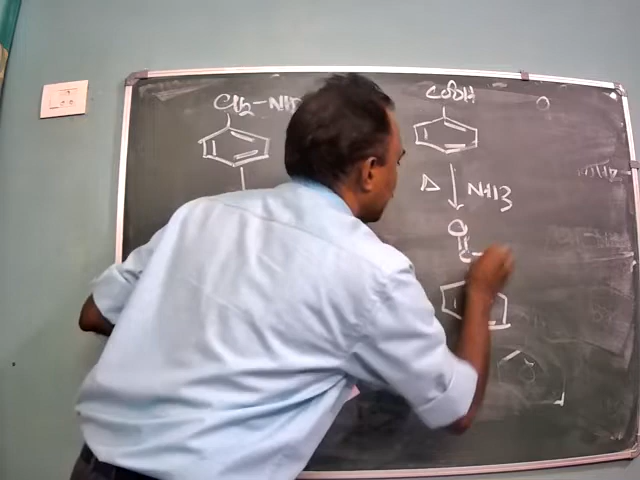 CH2-NH
COOH
Δ
NH3
O
C-